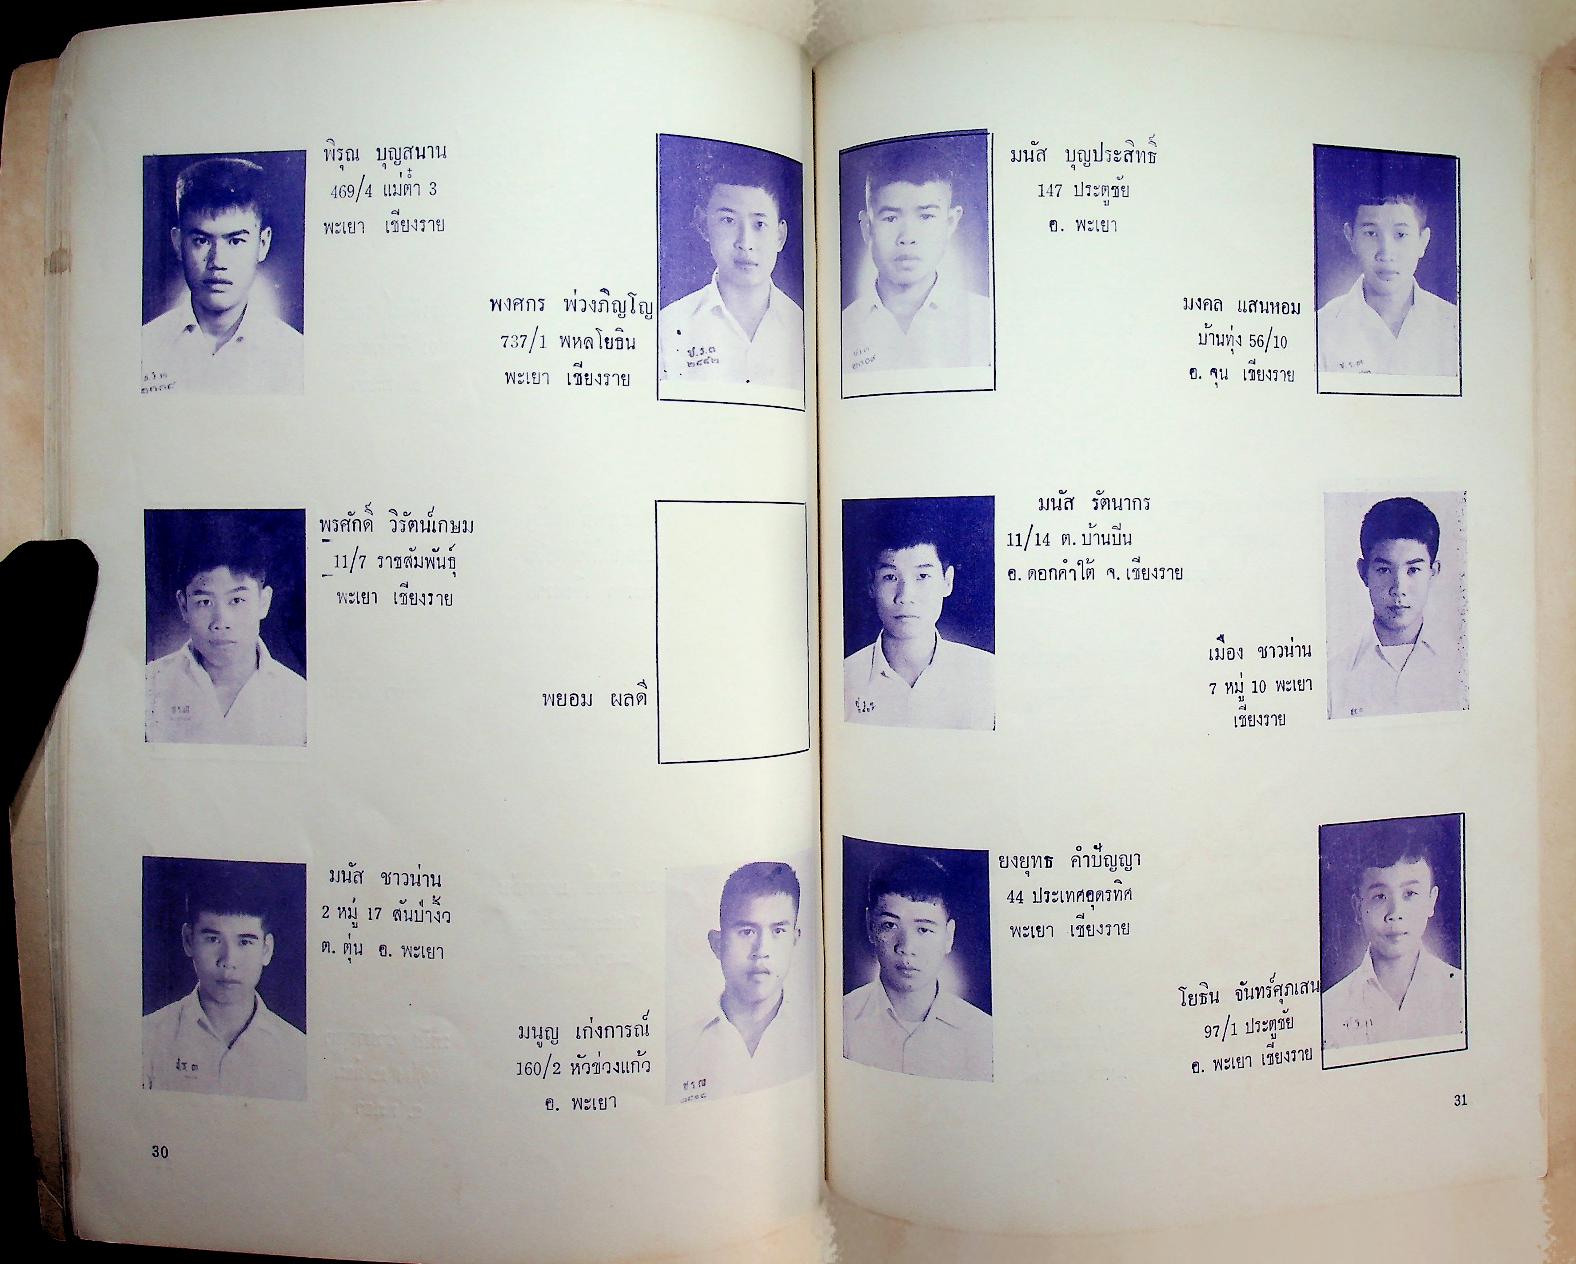 พิรุณ บุญสนาน
469/4 แม่ต๋ำ 3
พะเยา เชียงราย
พงศกร พ่วงภิญโญ
737/1 พหลโยธิน
พะเยา เชียงราย
พรศักดิ์ วิรัตน์เกษม
11/7 ราชสัมพันธุ์
พะเยา เชียงราย
พยอม ผลดี
มนัส ชาวน่าน
2 หมู่ 17 สันป่างิ้ว
ต. ตุ่น อ. พะเยา
มนูญ เก่งการณ์
160/2 หัวข่วงแก้ว
อ. พะเยา
30
มนัส บุญประสิทธิ์
147 ประตูชัย
อ. พะเยา
มงคล แสนหอม
บ้านทุ่ง 56/10
อ. จุน เชียงราย
มนัส รัตนากร
11/14 ต. บ้านปิน
อ. ดอกคำใต้ จ. เชียงราย
เมือง ชาวน่าน
7 หมู่ 10 พะเยา
เชียงราย
ยงยุทธ คำปัญญา
44 ประเทศอุดรทิศ
พะเยา เชียงราย
โยธิน จันทร์ศุภเสน
97/1 ประตูชัย
อ. พะเยา เชียงราย
31